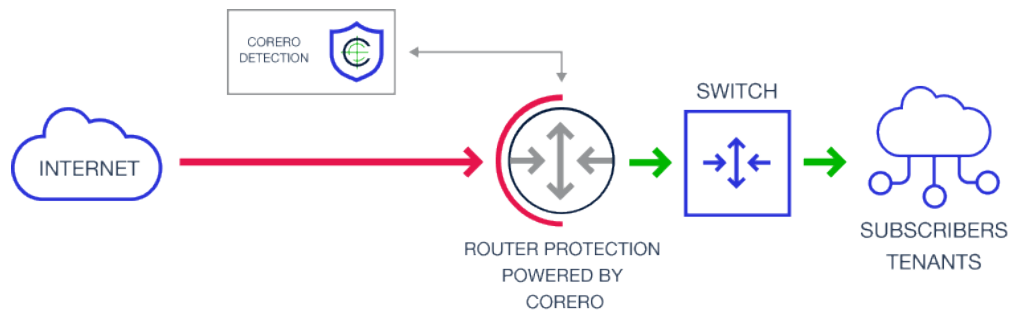 CORERO
DETECTION
INTERNET
ROUTER PROTECTION
POWERED BY
CORERO
SWITCH
SUBSCRIBERS
TENANTS